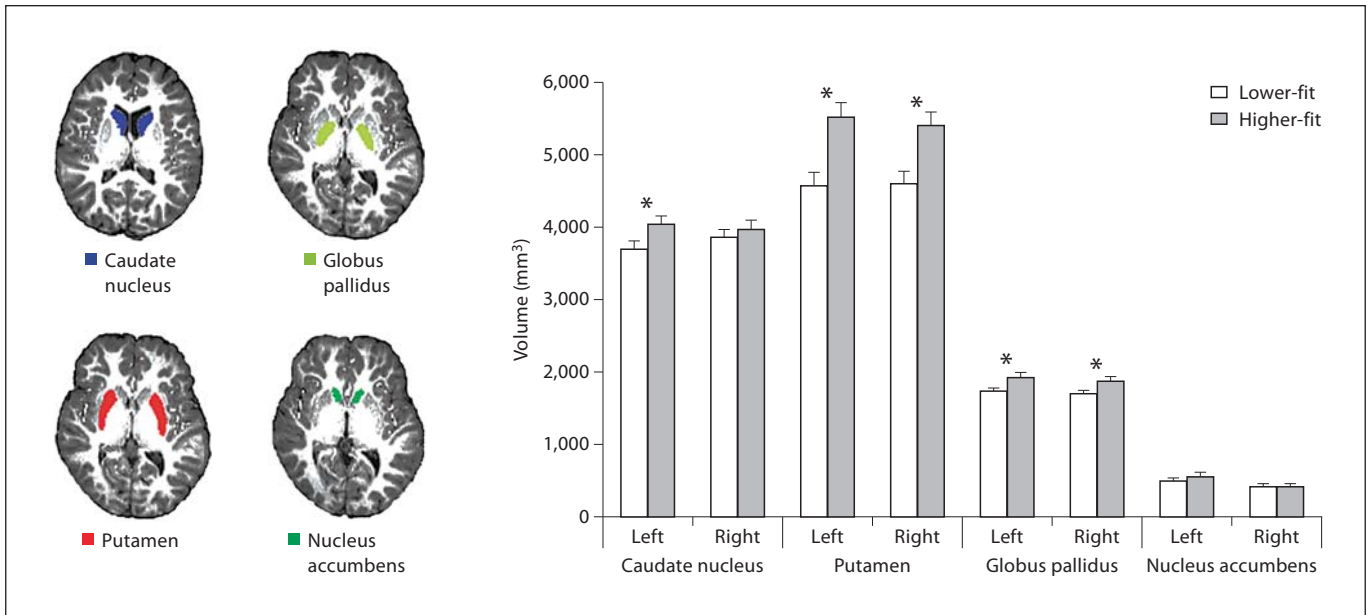 Caudate
nucleus
Globus
pallidus
Putamen
Nucleus
accumbens
Volume (mm³)
6,000
5,000
4,000
3,000
2,000
1,000
0
*
*
*
*
*
Lower-fit
Higher-fit
Left Right Left Right Left Right Left Right
Caudate nucleus Putamen Globus pallidus Nucleus accumbens